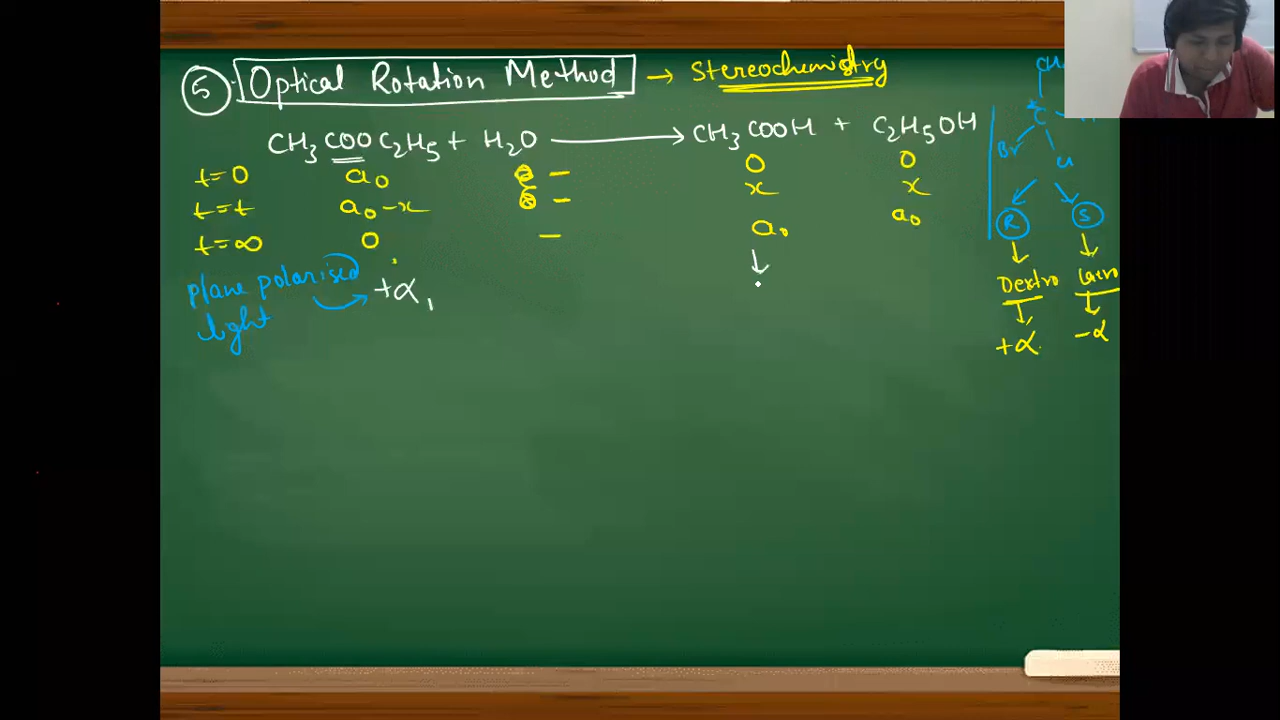 5 Optical Rotation Method → Stereochemistry
CH3COOC2H5 + H2O → CH3COOH + C2H5OH
t=0 a0 – 0 0
t=t a0-x – x x
t=∞ 0 – a0 a0
plane polarised
light
+α1
C
Br
R S
Dextro Laevo
+α -α